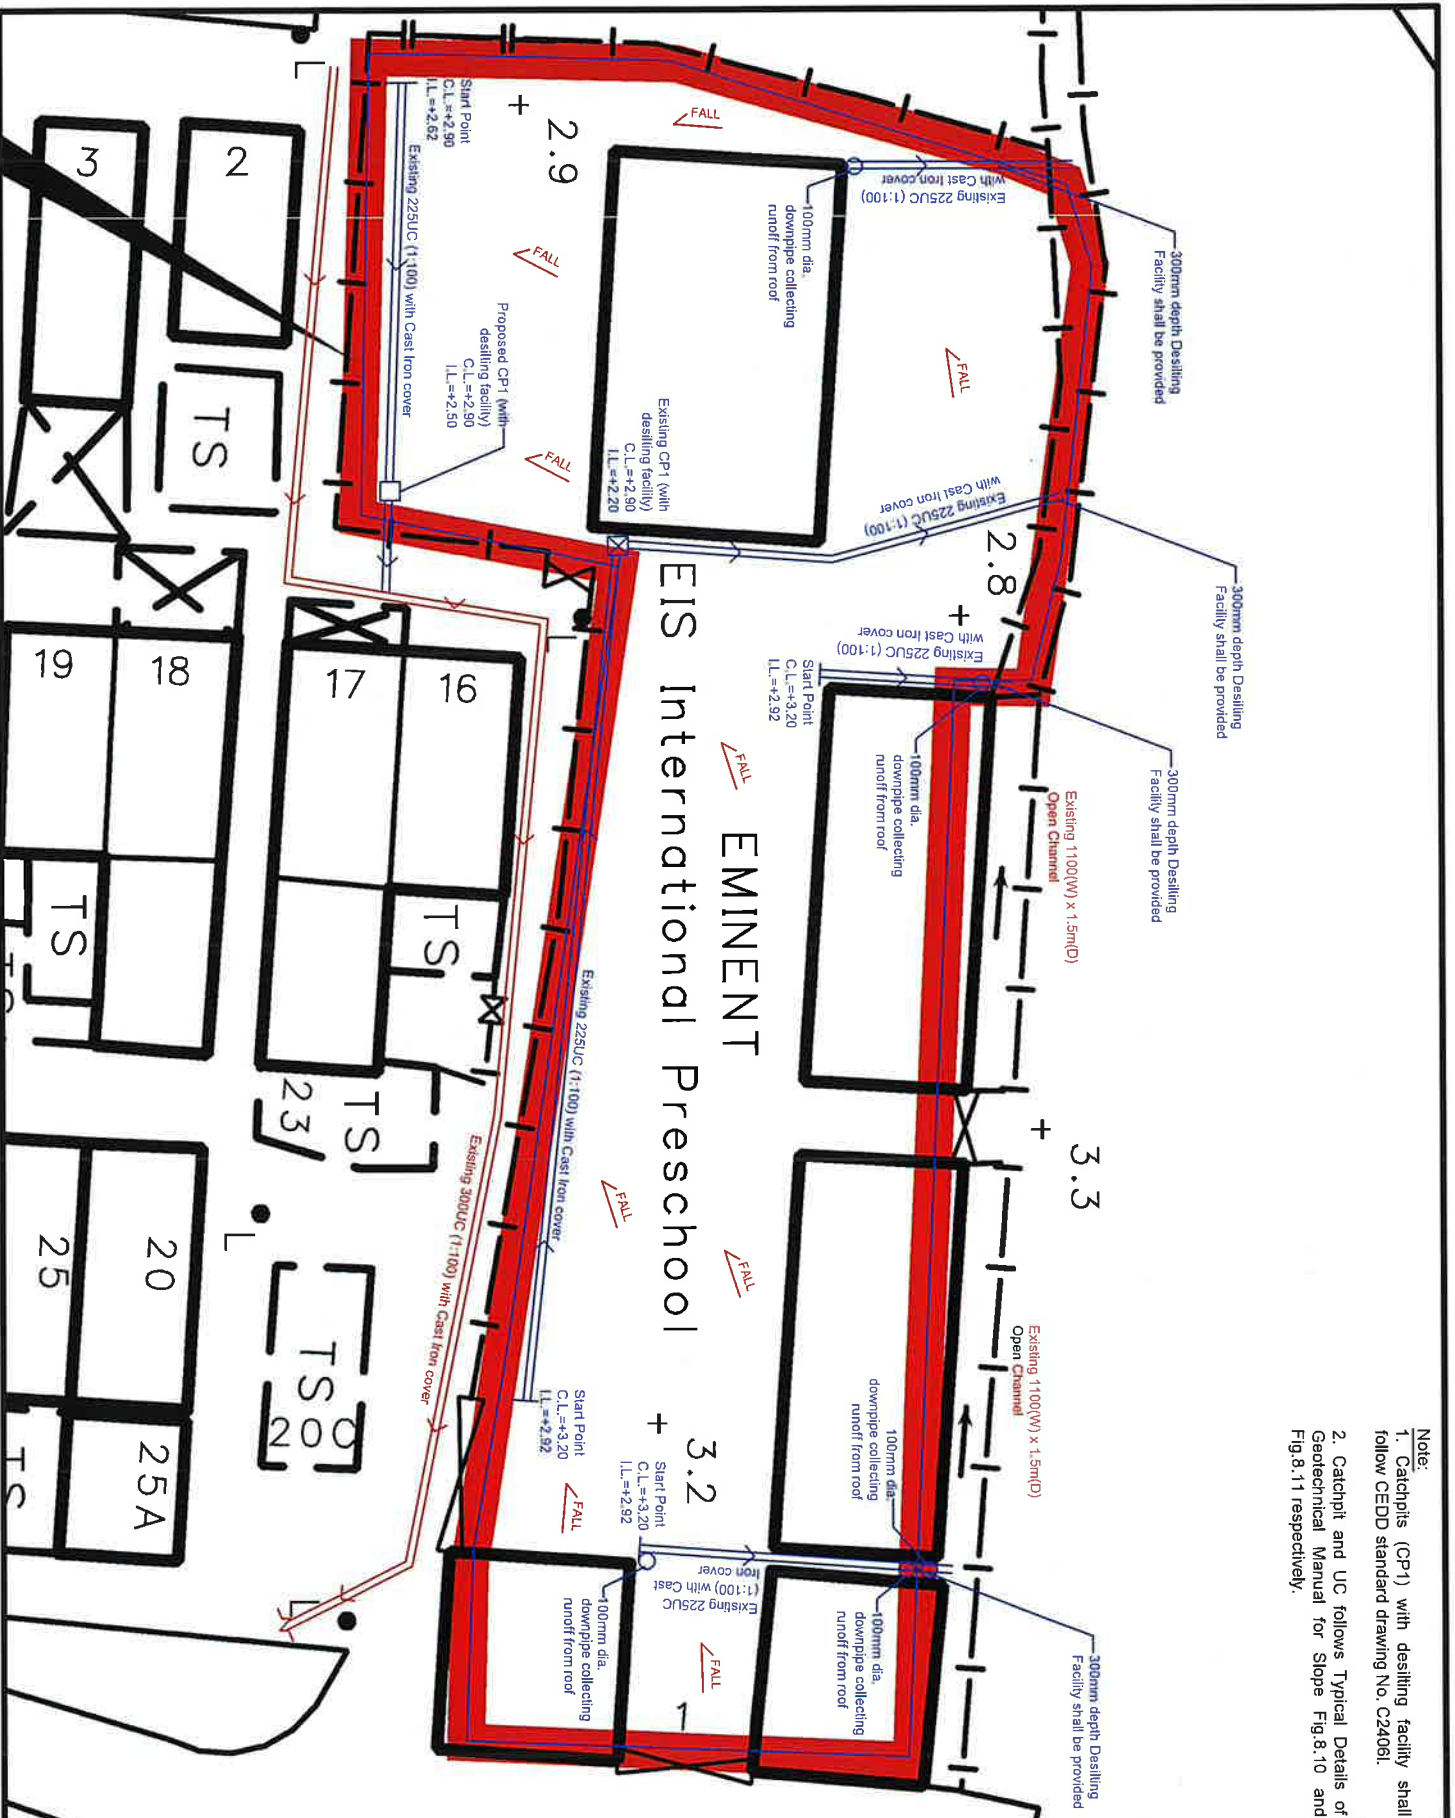 Note:
1. Catchpits (CP1) with desilting facility shall
follow CEDD standard drawing No. C2406I.
2. Catchpit and UC follows Typical Details of
Geotechnical Manual for Slope Fig.8.10 and
Fig.8.11 respectively.
300mm depth Desilting
Facility shall be provided
300mm depth Desilting
Facility shall be provided
300mm depth Desilting
Facility shall be provided
300mm depth Desilting
Facility shall be provided
Existing 1100(W) x 1.5m(D)
Open Channel
Existing 1100(W) x 1.5m(D)
Open Channel
3.3
Existing 225UC (1:100)
with Cast Iron cover
Existing 225UC (1:100)
with Cast Iron cover
Existing 225UC (1:100)
with Cast Iron cover
Existing 225UC
(1:100) with Cast
Iron cover
100mm dia.
downpipe collecting
runoff from roof
100mm dia.
downpipe collecting
runoff from roof
100mm dia.
downpipe collecting
runoff from roof
100mm dia.
downpipe collecting
runoff from roof
100mm dia.
downpipe collecting
runoff from roof
2.8
Start Point
C.L.=+3.20
I.L.=+2.92
FALL
FALL
FALL
FALL
FALL
FALL
FALL
FALL
FALL
EMINENT
EIS International Preschool
3.2
Start Point
C.L.=+3.20
I.L.=+2.92
1
Existing CP1 (with
desilting facility)
C.L.=+2.90
I.L.=+2.20
2.9
Start Point
C.L.=+3.20
I.L.=+2.92
Existing 225UC (1:100) with Cast Iron cover
Proposed CP1 (with
desilting facility)
C.L.=+2.90
I.L.=+2.50
Start Point
C.L.=+2.90
I.L.=+2.62
Existing 225UC (1:100) with Cast Iron cover
Existing 300UC (1:100) with Cast Iron cover
L
L
L
L
2
3
TS
16
17
18
19
TS
TS
TS
TS
23
20
25
TS
20C
25A
TS